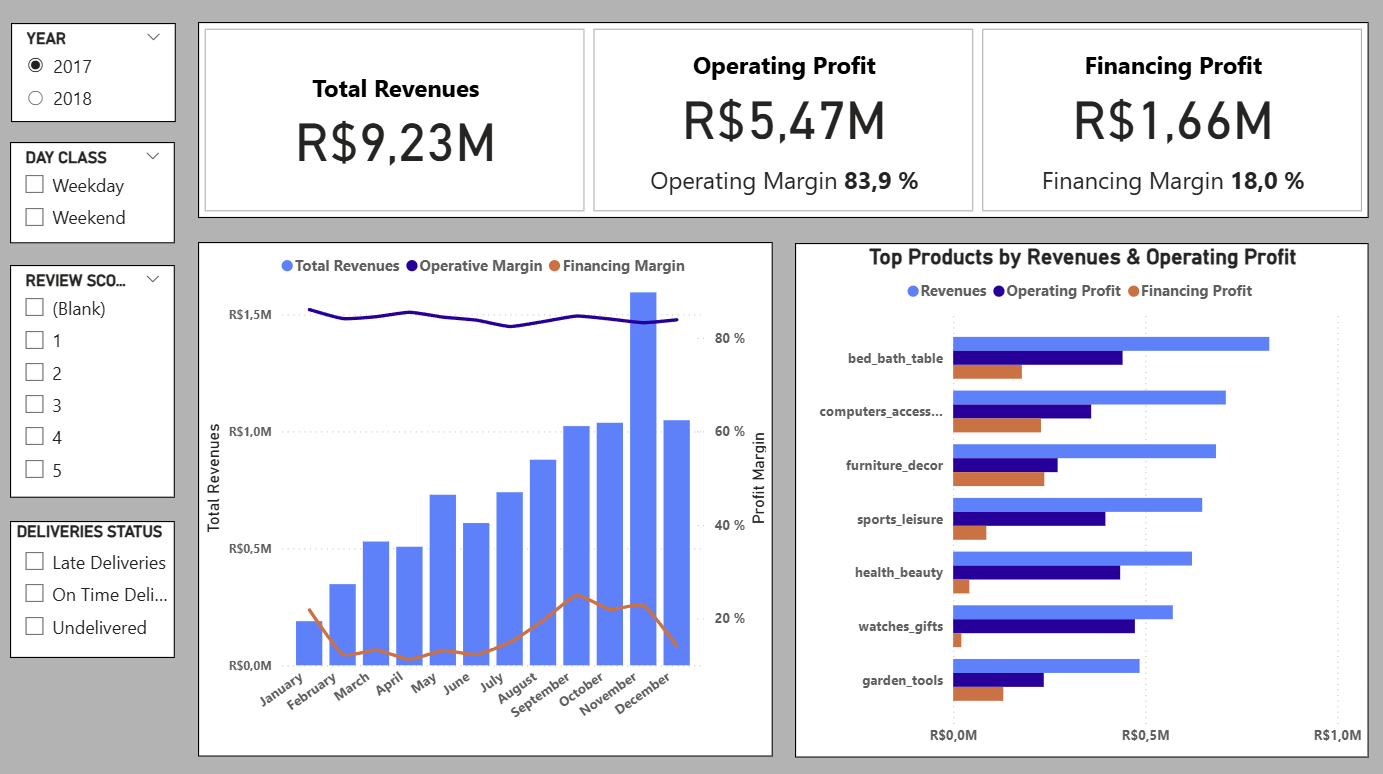 YEAR
2017
2018
DAY CLASS
Weekday
Weekend
REVIEW SCO...
(Blank)
1
2
3
4
5
DELIVERIES STATUS
Late Deliveries
On Time Deli...
Undelivered
Total Revenues
R$9,23M
Operating Profit
R$5,47M
Operating Margin 83,9 %
Financing Profit
R$1,66M
Financing Margin 18,0 %
Total Revenues Operative Margin Financing Margin
Total Revenues
R$1,5M
R$1,0M
R$0,5M
R$0,0M
80 %
60 %
40 %
20 %
Profit Margin
January
February
March
April
May
June
July
August
September
October
November
December
Top Products by Revenues & Operating Profit
Revenues Operating Profit Financing Profit
bed_bath_table
computers_access...
furniture_decor
sports_leisure
health_beauty
watches_gifts
garden_tools
R$0,0M R$0,5M R$1,0M